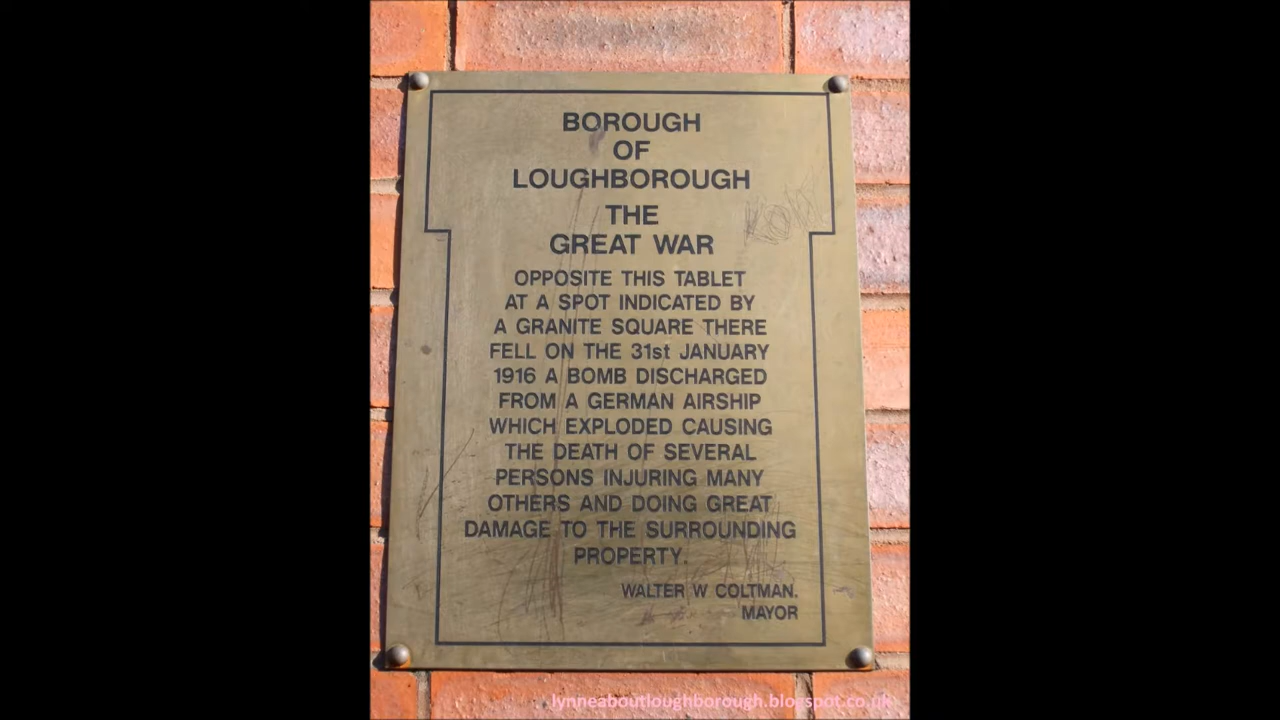 BOROUGH
OF
LOUGHBOROUGH
THE
GREAT WAR
OPPOSITE THIS TABLET
AT A SPOT INDICATED BY
A GRANITE SQUARE THERE
FELL ON THE 31st JANUARY
1916 A BOMB DISCHARGED
FROM A GERMAN AIRSHIP
WHICH EXPLODED CAUSING
THE DEATH OF SEVERAL
PERSONS INJURING MANY
OTHERS AND DOING GREAT
DAMAGE TO THE SURROUNDING
PROPERTY.
WALTER W COLTMAN.
MAYOR
lynneaboutloughborough.blogspot.co.uk